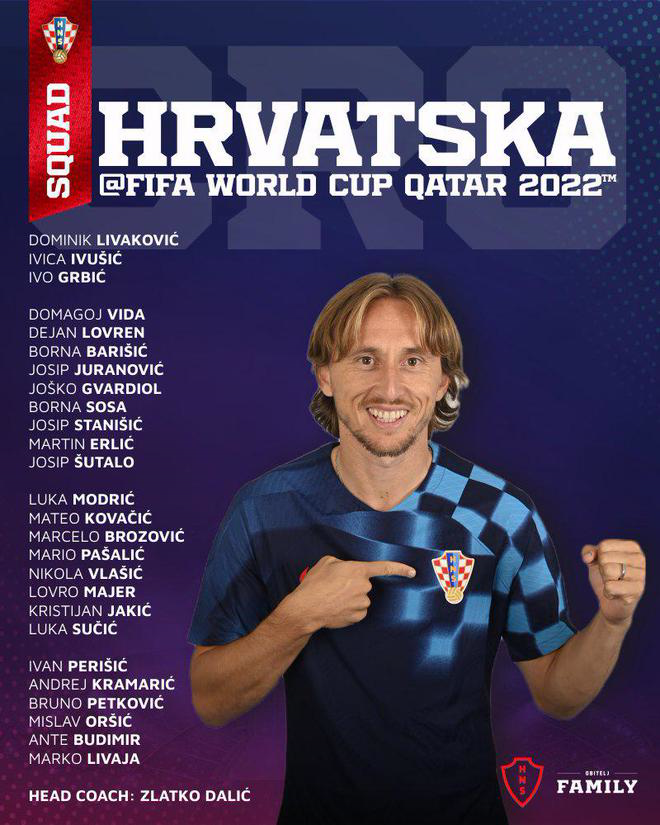 HNS
SQUAD
CRO
HRVATSKA
@FIFA WORLD CUP QATAR 2022™
DOMINIK LIVAKOVIĆ
IVICA IVUŠIĆ
IVO GRBIĆ
DOMAGOJ VIDA
DEJAN LOVREN
BORNA BARIŠIĆ
JOSIP JURANOVIĆ
JOŠKO GVARDIOL
BORNA SOSA
JOSIP STANIŠIĆ
MARTIN ERLIĆ
JOSIP ŠUTALO
LUKA MODRIĆ
MATEO KOVAČIĆ
MARCELO BROZOVIĆ
MARIO PAŠALIĆ
NIKOLA VLAŠIĆ
LOVRO MAJER
KRISTIJAN JAKIĆ
LUKA SUČIĆ
IVAN PERIŠIĆ
ANDREJ KRAMARIĆ
BRUNO PETKOVIĆ
MISLAV ORŠIĆ
ANTE BUDIMIR
MARKO LIVAJA
HEAD COACH: ZLATKO DALIĆ
HNS
HNS
OBITELJ
FAMILY